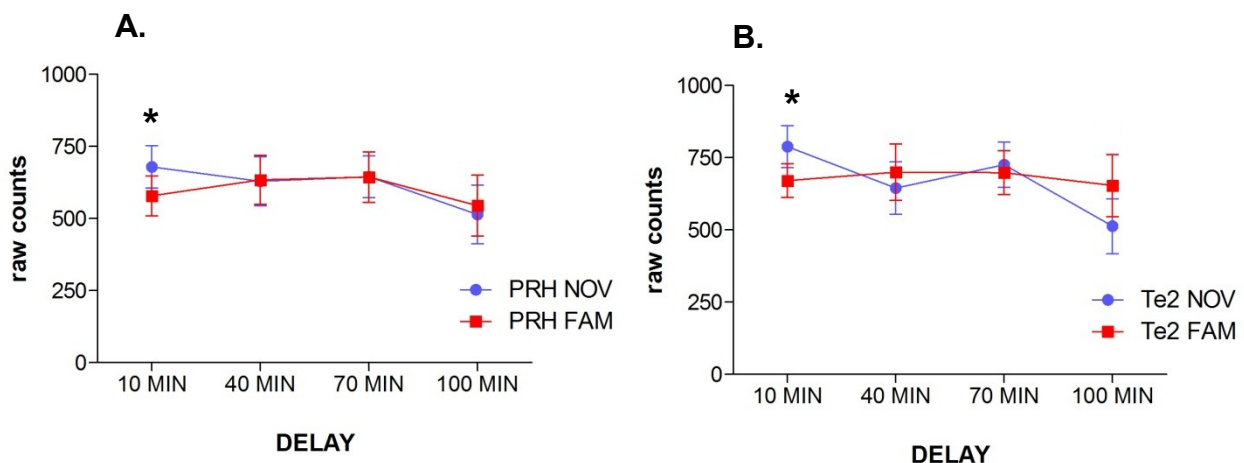 A.
*
raw counts
1000
750
500
250
0
PRH NOV
PRH FAM
10 MIN 40 MIN 70 MIN 100 MIN
DELAY
B.
*
raw counts
1000
750
500
250
0
Te2 NOV
Te2 FAM
10 MIN 40 MIN 70 MIN 100 MIN
DELAY